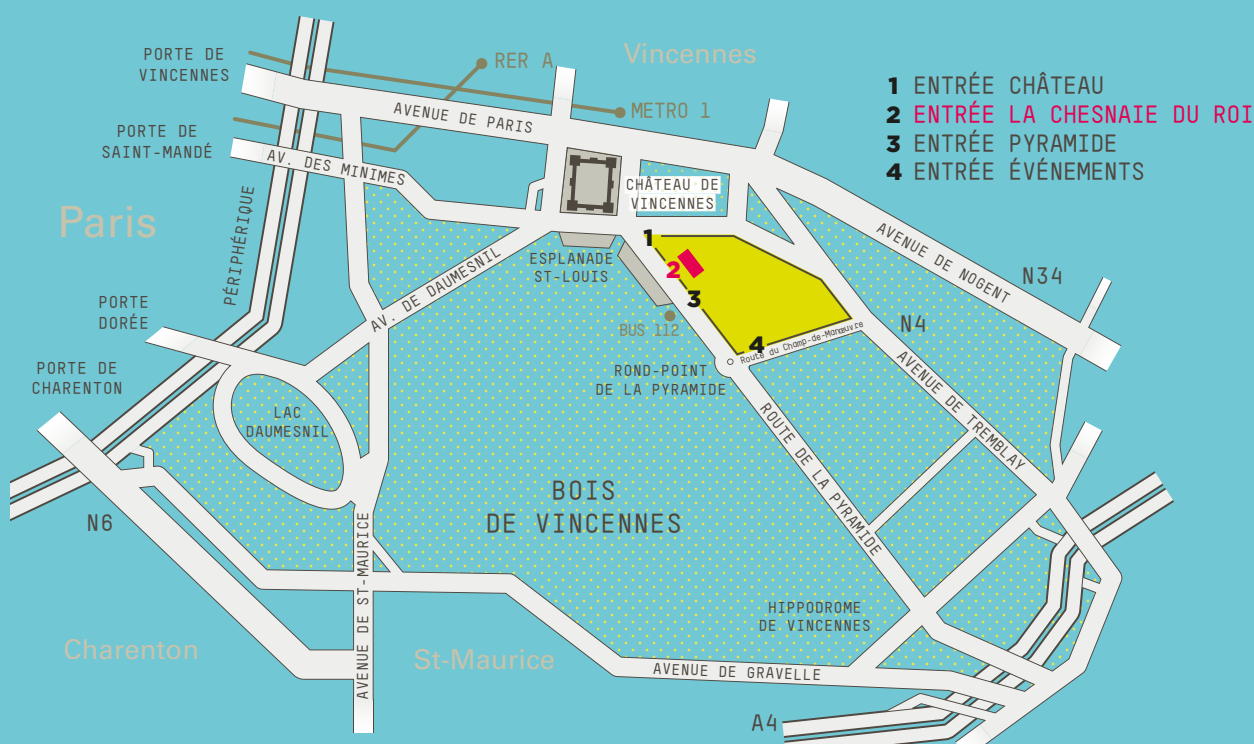 PORTE DE
VINCENNES
RER A
Vincennes
METRO 1
AVENUE DE PARIS
1 ENTRÉE CHÂTEAU
2 ENTRÉE LA CHESNAIE DU ROI
3 ENTRÉE PYRAMIDE
4 ENTRÉE ÉVÉNEMENTS
PORTE DE
SAINT-MANDÉ
AV. DES MINIMES
CHÂTEAU DE
VINCENNES
Paris
PÉRIPHÉRIQUE
1
2
3
4
ESPLANADE
ST-LOUIS
AV. DE DAUMESNIL
AVENUE DE NOGENT
N34
PORTE
DORÉE
BUS 112
N4
Route du Champ-de-Manœuvre
PORTE DE
CHARENTON
ROND-POINT
DE LA PYRAMIDE
LAC
DAUMESNIL
AVENUE DE TREMBLAY
ROUTE DE LA PYRAMIDE
BOIS
DE VINCENNES
N6
AVENUE DE ST-MAURICE
HIPPODROME
DE VINCENNES
Charenton
St-Maurice
AVENUE DE GRAVELLE
A4